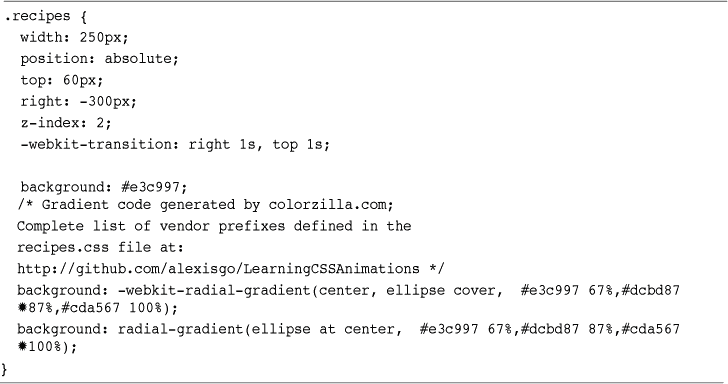 .recipes {
width: 250px;
position: absolute;
top: 60px;
right: -300px;
z-index: 2;
-webkit-transition: right 1s, top 1s;
background: #e3c997;
/* Gradient code generated by colorzilla.com;
Complete list of vendor prefixes defined in the
recipes.css file at:
http://github.com/alexisgo/LearningCSSAnimations */
background: -webkit-radial-gradient(center, ellipse cover,  #e3c997 67%,#dcbd87
✹87%,#cda567 100%);
background: radial-gradient(ellipse at center,  #e3c997 67%,#dcbd87 87%,#cda567
✹100%);
}